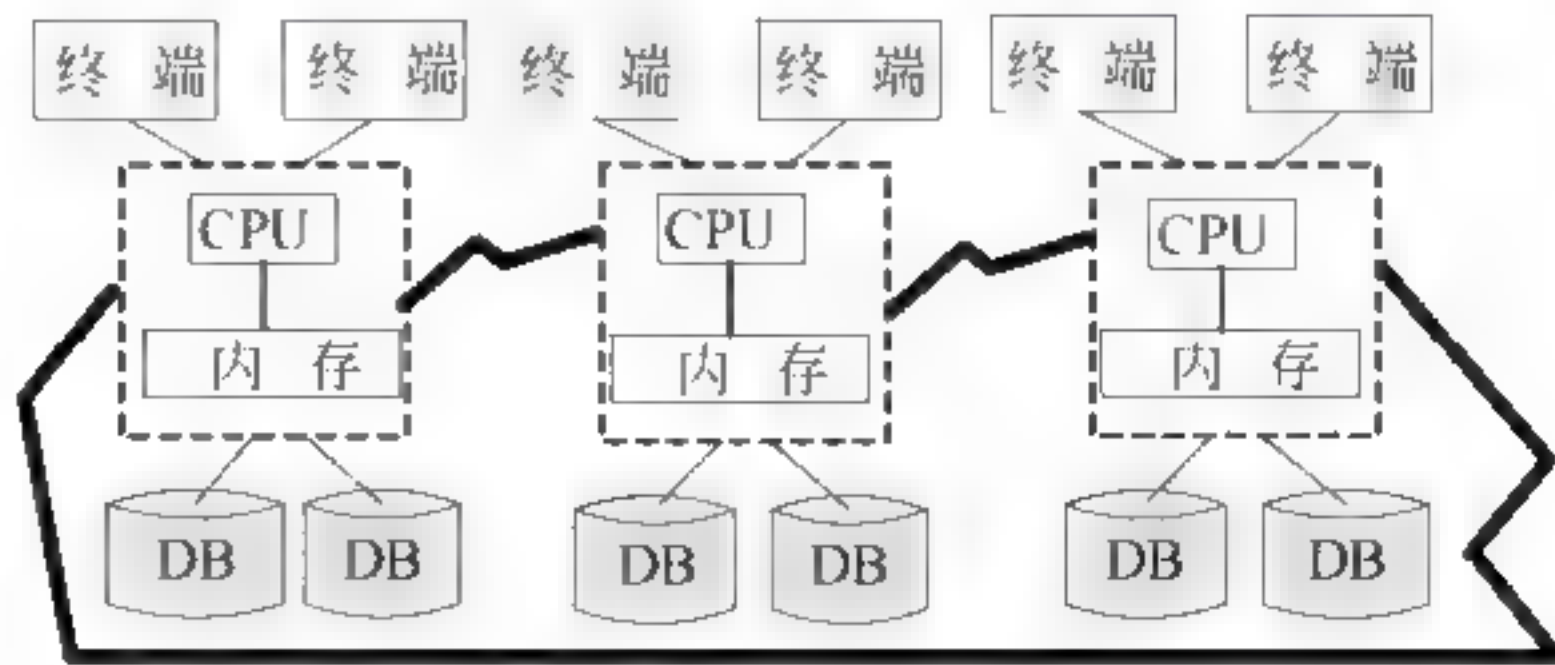 终 端 终 端 终 端 终 端 终 端 终 端
CPU CPU CPU
内 存 内 存 内 存
DB DB DB DB DB DB